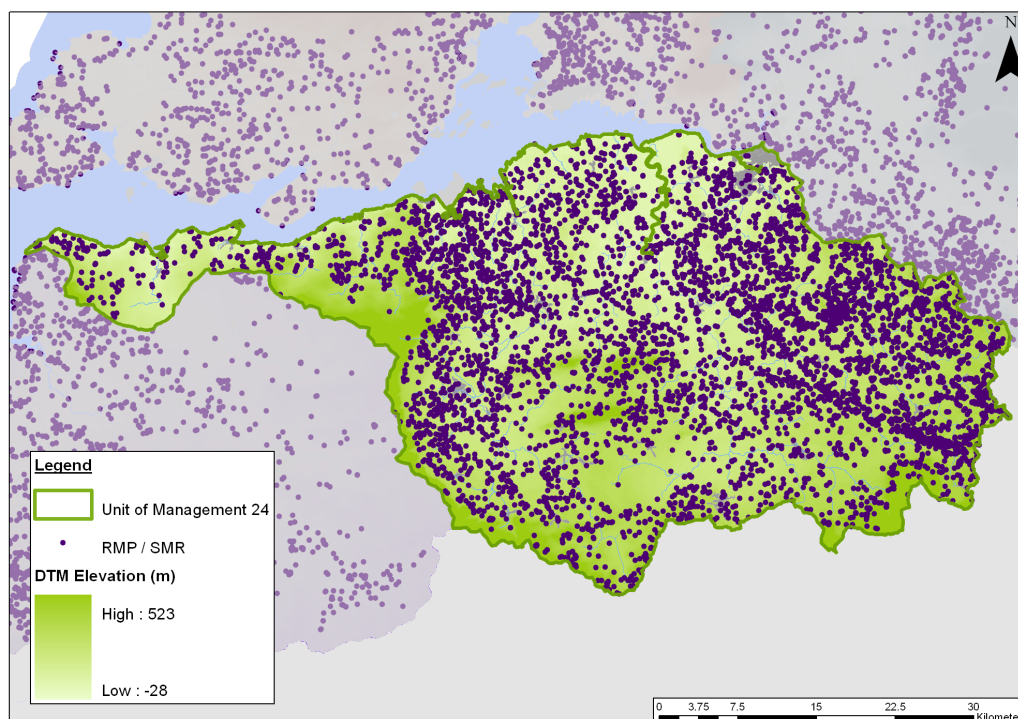 N
Legend
Unit of Management 24
RMP / SMR
DTM Elevation (m)
High : 523
Low : -28
0 3.75 7.5 15 22.5 30
Kilomete